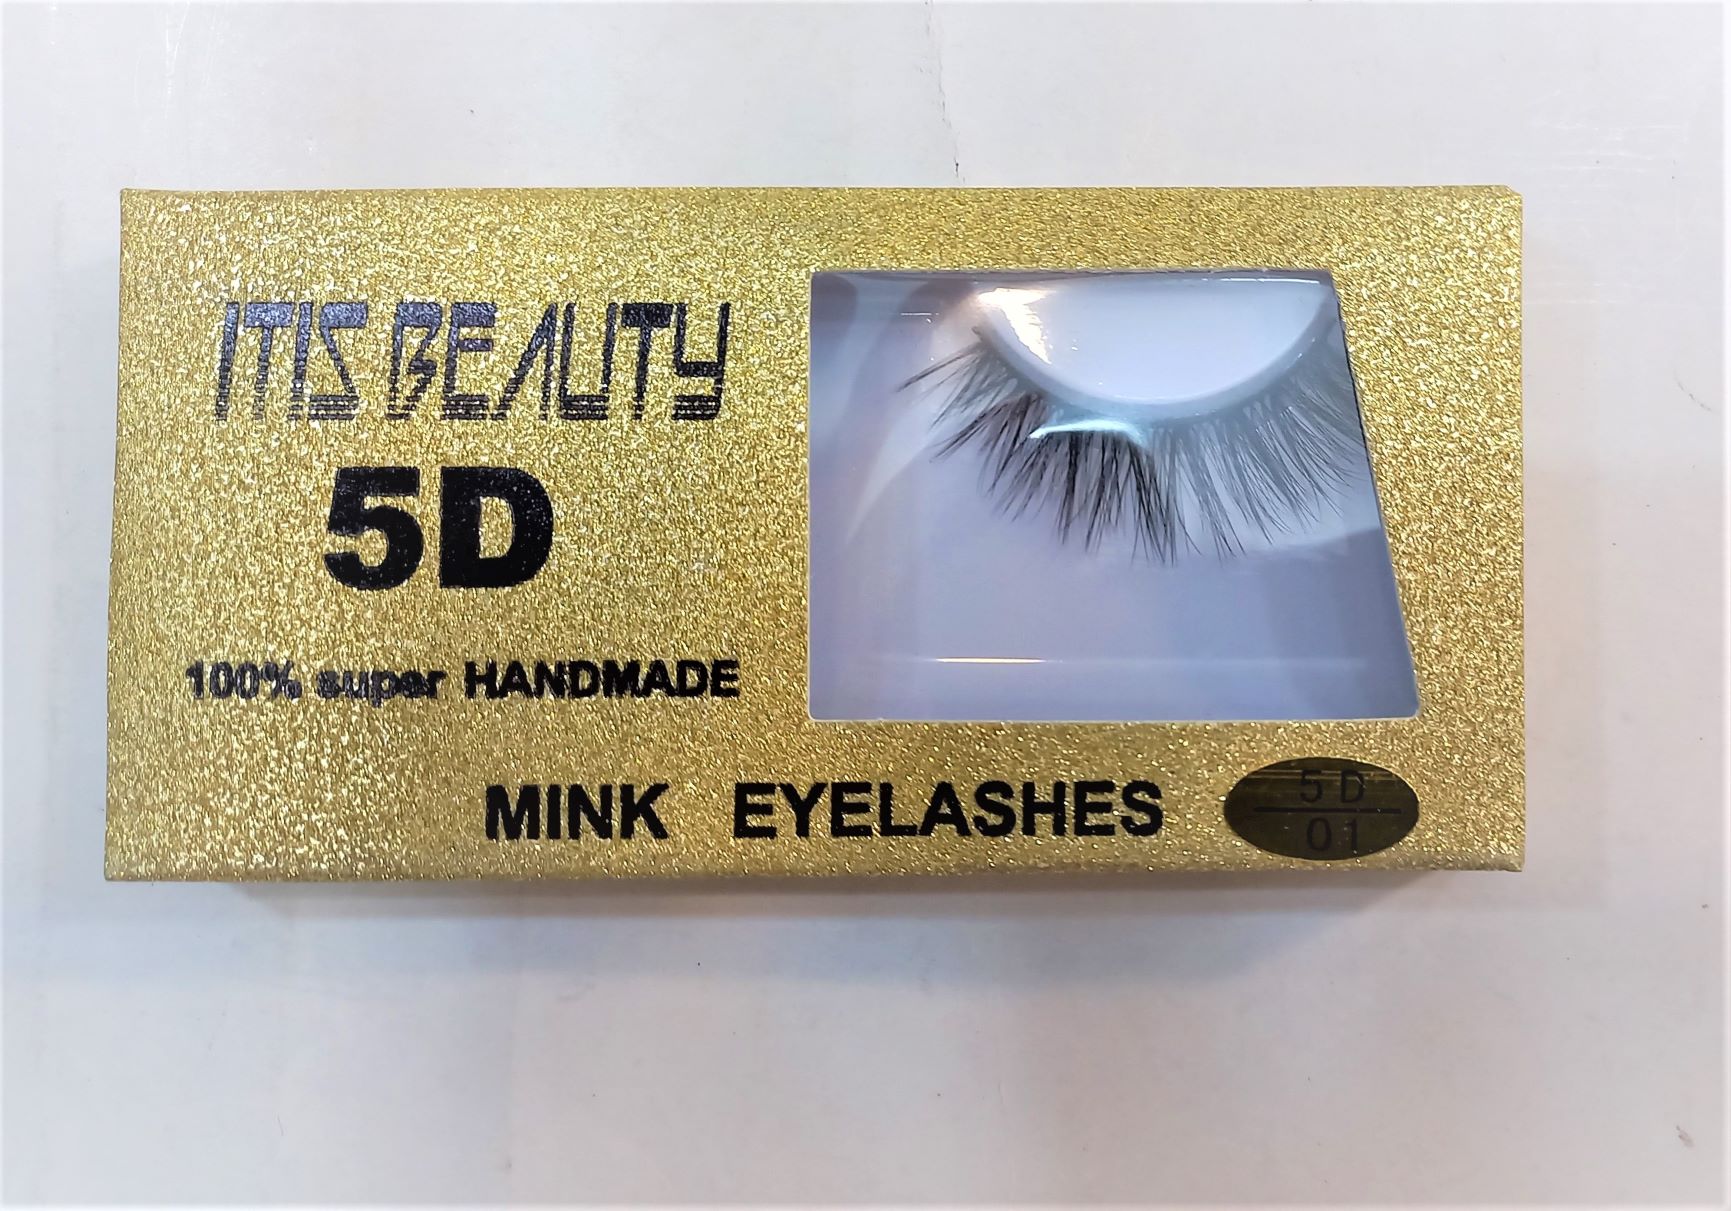 ITIS BEAUTY
5D
100% super HANDMADE
MINK EYELASHES
5D
01